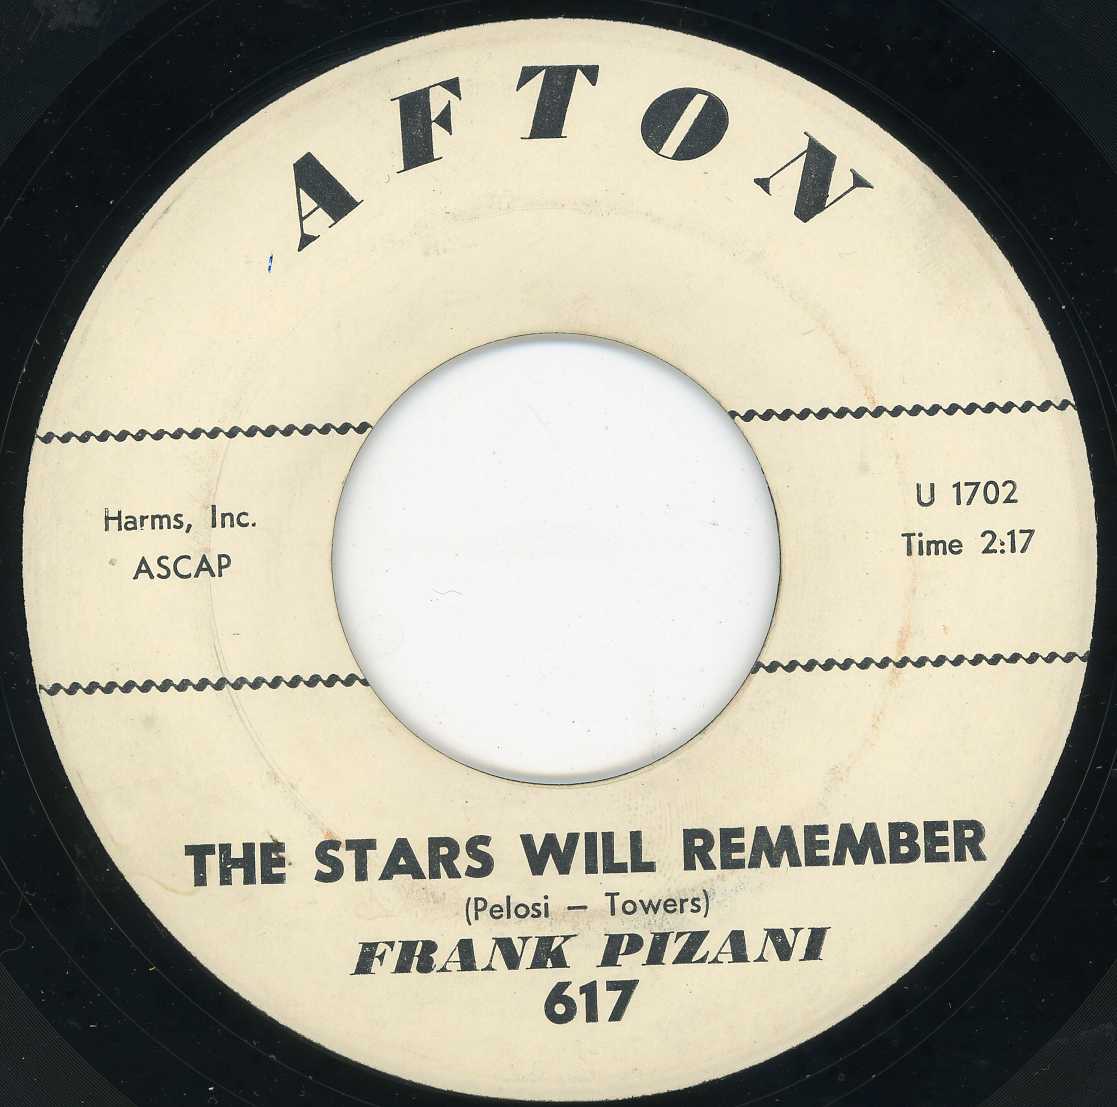 AFTON
Harms, Inc.
ASCAP
U 1702
Time 2:17
THE STARS WILL REMEMBER
(Pelosi — Towers)
FRANK PIZANI
617